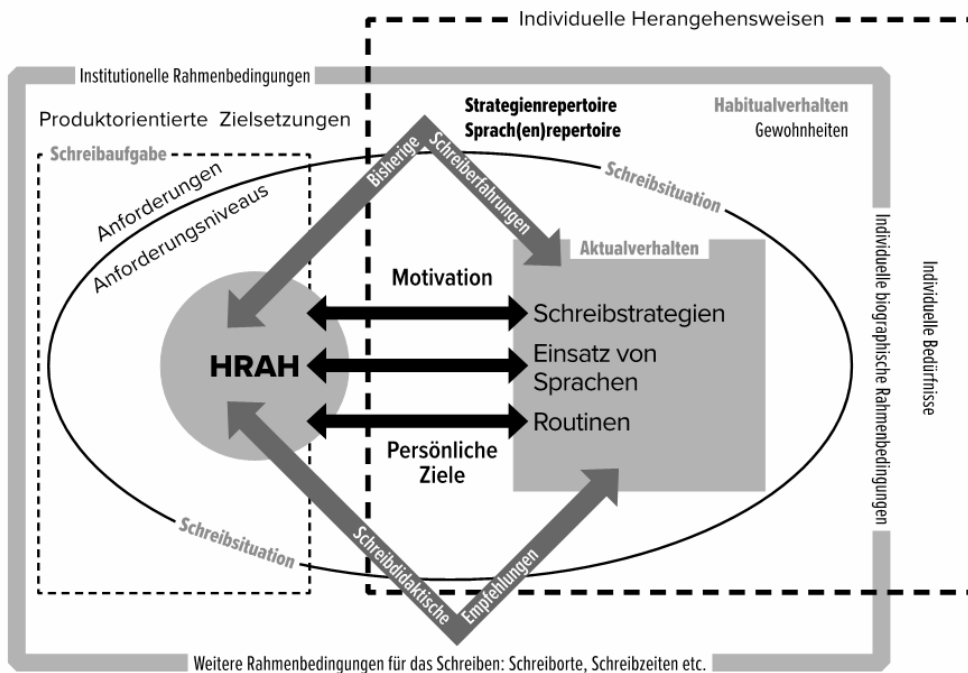 Individuelle Herangehensweisen
Institutionelle Rahmenbedingungen
Produktorientierte Zielsetzungen
Strategienrepertoire
Sprach(en)repertoire
Habitualverhalten
Gewohnheiten
Schreibaufgabe
Anforderungen
Anforderungsniveaus
Bisherige
Schreiberfahrungen
Schreibsituation
Aktualverhalten
Motivation
HRAH
Schreibstrategien
Einsatz von
Sprachen
Routinen
Persönliche
Ziele
Individuelle biographische Rahmenbedingungen
Individuelle Bedürfnisse
Schreibsituation
Schreibdidaktische
Empfehlungen
Weitere Rahmenbedingungen für das Schreiben: Schreiborte, Schreibzeiten etc.